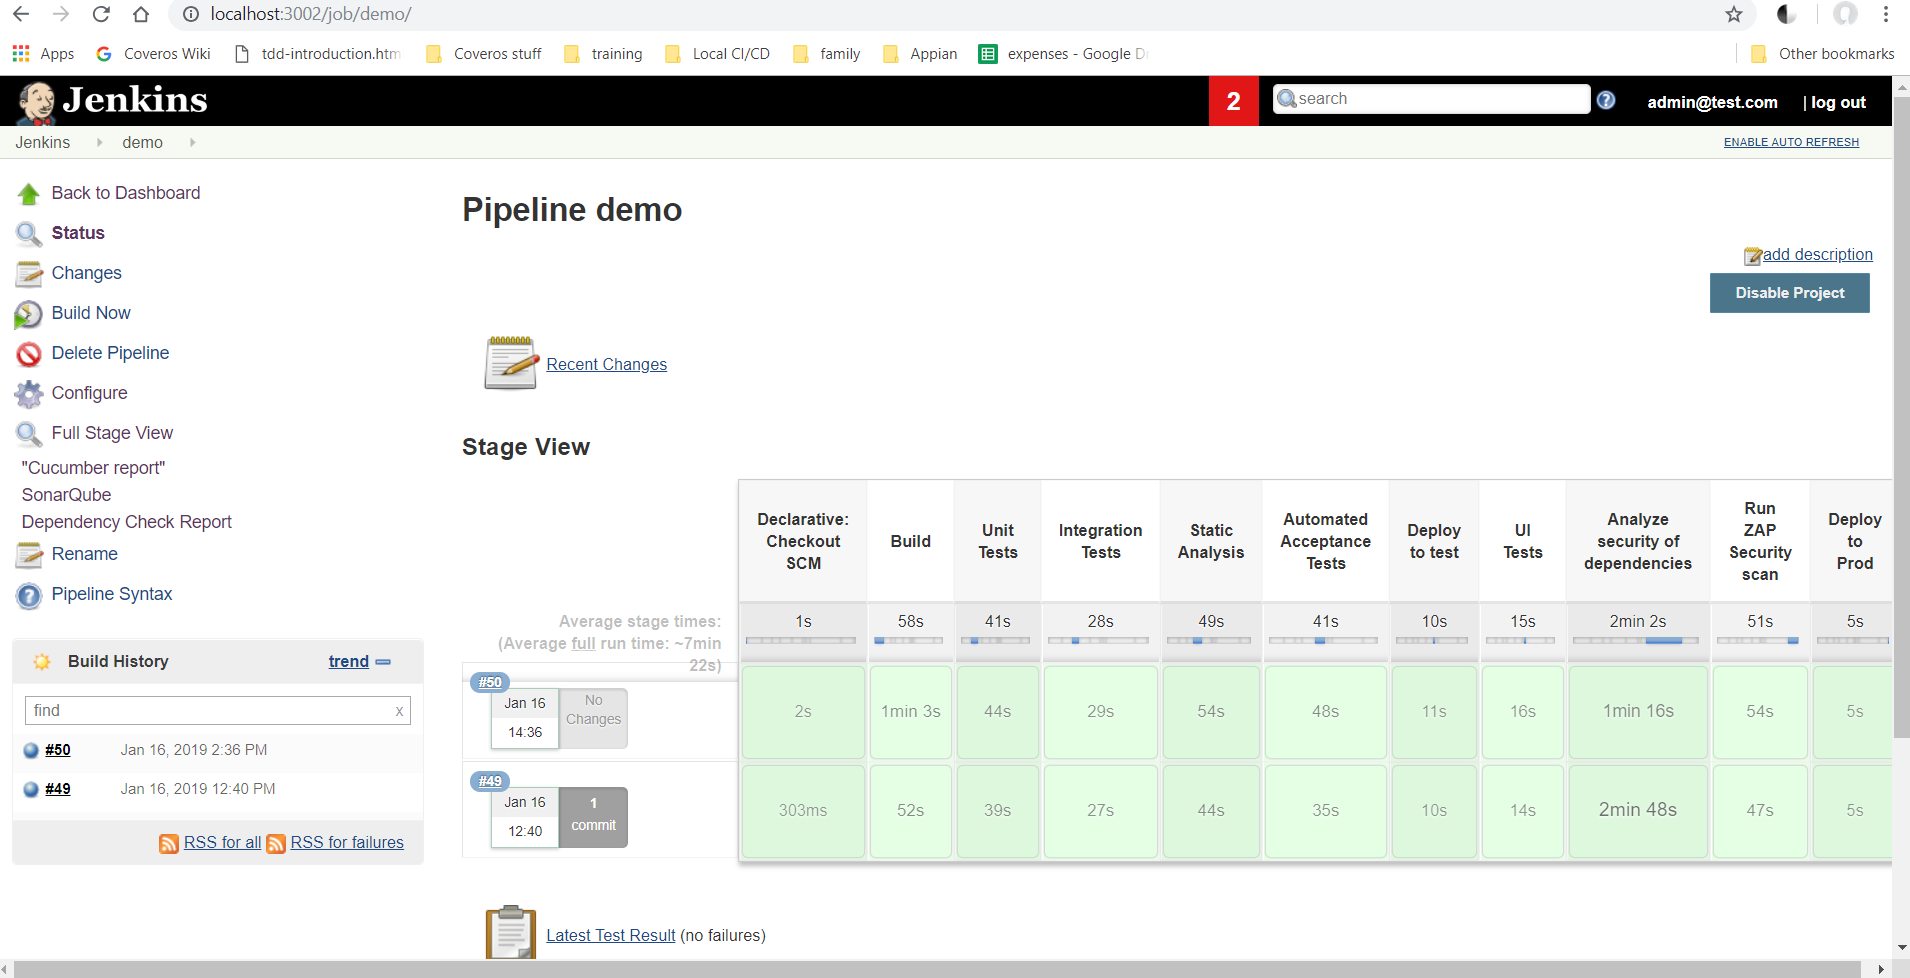 localhost:3002/job/demo/
Apps
Coveros Wiki
tdd-introduction.htm
Coveros stuff
training
Local CI/CD
family
Appian
expenses - Google D
Other bookmarks
Jenkins
2
search
admin@test.com
| log out
Jenkins
demo
ENABLE AUTO REFRESH
Back to Dashboard
Status
Changes
Build Now
Delete Pipeline
Configure
Full Stage View
"Cucumber report"
SonarQube
Dependency Check Report
Rename
Pipeline Syntax
Build History
trend
find
x
#50
Jan 16, 2019 2:36 PM
#49
Jan 16, 2019 12:40 PM
RSS for all
RSS for failures
Pipeline demo
add description
Disable Project
Recent Changes
Stage View
Declarative:
Checkout
SCM
Build
Unit
Tests
Integration
Tests
Static
Analysis
Automated
Acceptance
Tests
Deploy
to test
UI
Tests
Analyze
security of
dependencies
Run
ZAP
Security
scan
Deploy
to
Prod
Average stage times:
(Average full run time: ~7min
22s)
1s
58s
41s
28s
49s
41s
10s
15s
2min 2s
51s
5s
#50
Jan 16
14:36
No
Changes
2s
1min 3s
44s
29s
54s
48s
11s
16s
1min 16s
54s
5s
#49
Jan 16
12:40
1
commit
303ms
52s
39s
27s
44s
35s
10s
14s
2min 48s
47s
5s
Latest Test Result (no failures)